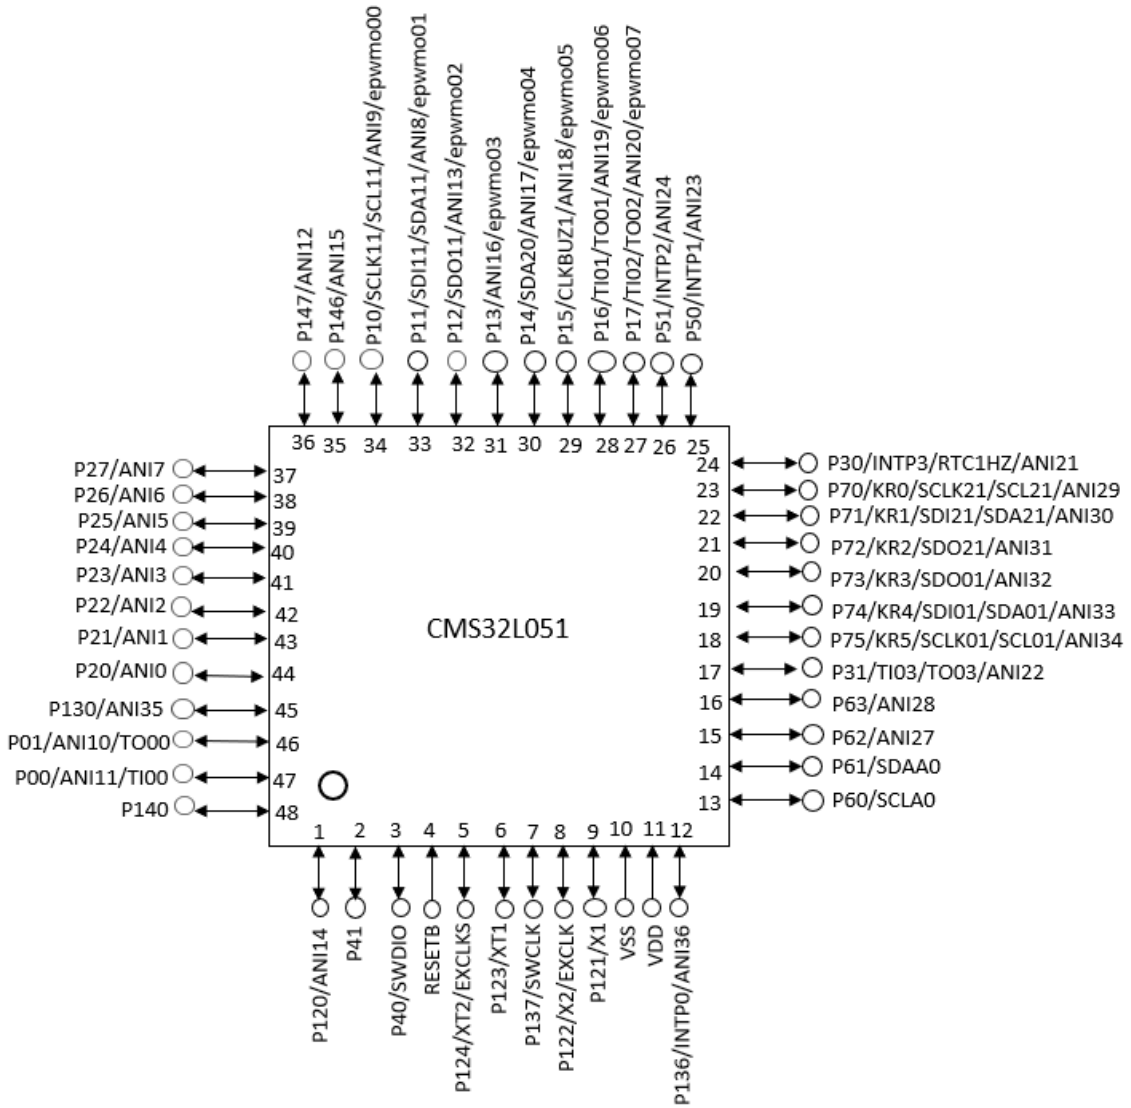 P147/ANI12
P146/ANI15
P10/SCLK11/SCL11/ANI9/epwmo00
P11/SDI11/SDA11/ANI8/epwmo01
P12/SDO11/ANI13/epwmo02
P13/ANI16/epwmo03
P14/SDA20/ANI17/epwmo04
P15/CLKBUZ1/ANI18/epwmo05
P16/TI01/TO01/ANI19/epwmo06
P17/TI02/TO02/ANI20/epwmo07
P51/INTP2/ANI24
P50/INTP1/ANI23
36
35
34
33
32
31
30
29
28
27
26
25
P27/ANI7
37
P26/ANI6
38
P25/ANI5
39
P24/ANI4
40
P23/ANI3
41
P22/ANI2
42
P21/ANI1
43
P20/ANI0
44
P130/ANI35
45
P01/ANI10/TO00
46
P00/ANI11/TI00
47
P140
48
CMS32L051
24
P30/INTP3/RTC1HZ/ANI21
23
P70/KR0/SCLK21/SCL21/ANI29
22
P71/KR1/SDI21/SDA21/ANI30
21
P72/KR2/SDO21/ANI31
20
P73/KR3/SDO01/ANI32
19
P74/KR4/SDI01/SDA01/ANI33
18
P75/KR5/SCLK01/SCL01/ANI34
17
P31/TI03/TO03/ANI22
16
P63/ANI28
15
P62/ANI27
14
P61/SDAA0
13
P60/SCLA0
1
2
3
4
5
6
7
8
9
10
11
12
P120/ANI14
P41
P40/SWDIO
RESETB
P124/XT2/EXCLKS
P123/XT1
P137/SWCLK
P122/X2/EXCLK
P121/X1
VSS
VDD
P136/INTP0/ANI36